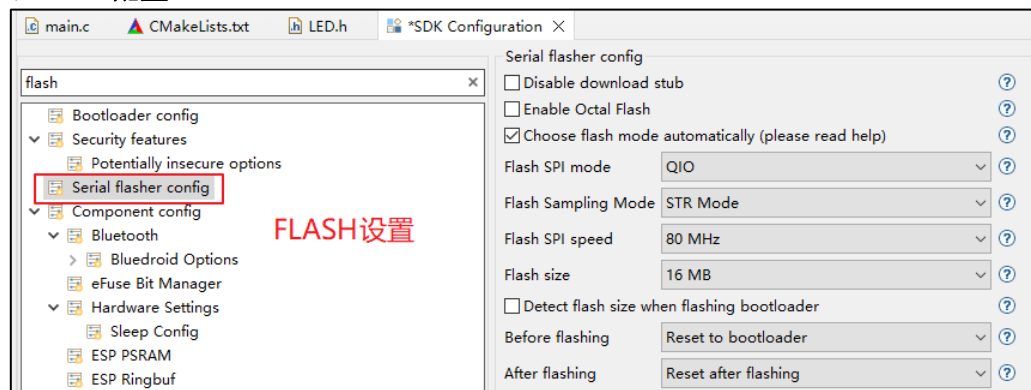 main.c CMakeLists.txt LED.h *SDK Configuration
flash
Bootloader config
Security features
Potentially insecure options
Serial flasher config
Component config
Bluetooth
Bluedroid Options
eFuse Bit Manager
Hardware Settings
Sleep Config
ESP PSRAM
ESP Ringbuf
FLASH设置
Serial flasher config
Disable download stub
Enable Octal Flash
Choose flash mode automatically (please read help)
Flash SPI mode QIO
Flash Sampling Mode STR Mode
Flash SPI speed 80 MHz
Flash size 16 MB
Detect flash size when flashing bootloader
Before flashing Reset to bootloader
After flashing Reset after flashing